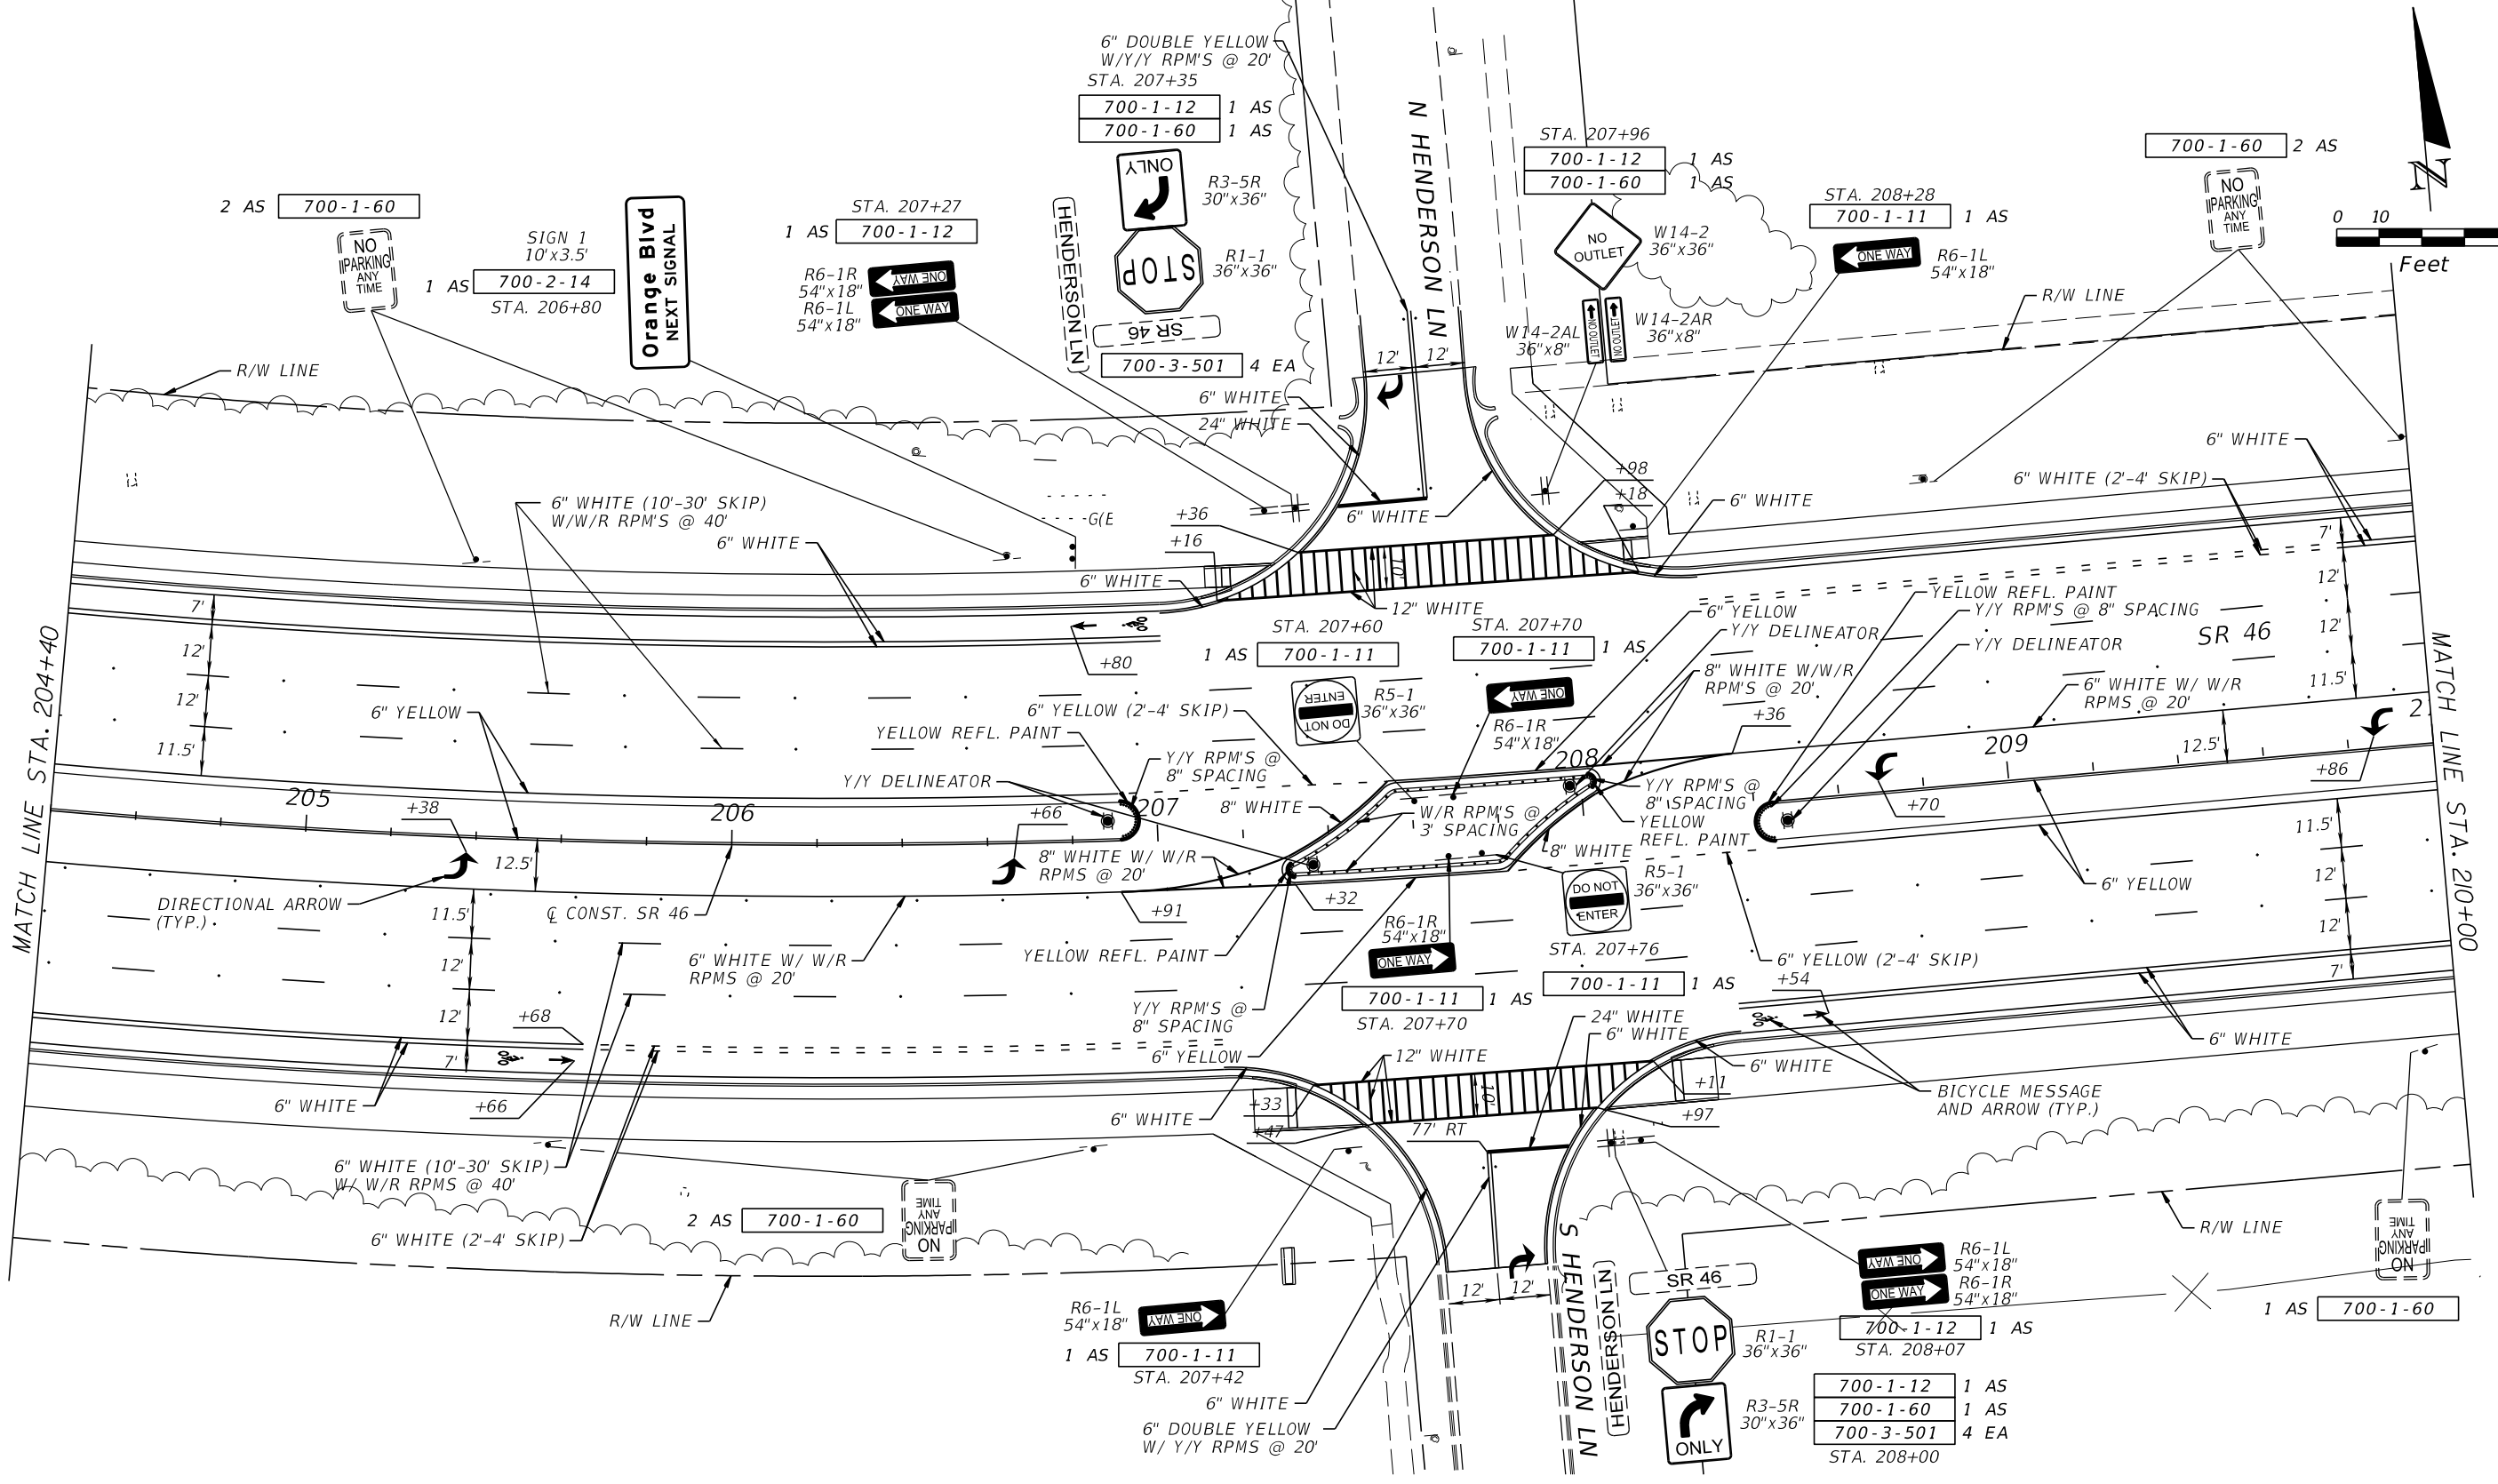 6" DOUBLE YELLOW
W/Y/Y RPM'S @ 20'
STA. 207+35
700-1-12 1 AS
700-1-60 1 AS
ONLY
R3-5R
30"x36"
STOP
R1-1
36"x36"
SR 46
HENDERSON LN
700-3-501 4 EA
N HENDERSON LN
STA. 207+96
700-1-12 1 AS
700-1-60 1 AS
NO
OUTLET
W14-2
36"x36"
W14-2AL
36"x8"
NO OUTLET
NO OUTLET
W14-2AR
36"x8"
STA. 208+28
700-1-11 1 AS
ONE WAY
R6-1L
54"x18"
700-1-60 2 AS
NO
PARKING
ANY
TIME
N
0 10
Feet
2 AS 700-1-60
NO
PARKING
ANY
TIME
SIGN 1
10'x3.5'
1 AS 700-2-14
STA. 206+80
Orange Blvd
NEXT SIGNAL
STA. 207+27
1 AS 700-1-12
R6-1R
54"x18"
R6-1L
54"x18"
ONE WAY
ONE WAY
R/W LINE
R/W LINE
12' 12'
6" WHITE
24" WHITE
6" WHITE
6" WHITE (2'-4' SKIP)
+98
+18
6" WHITE
6" WHITE
6" WHITE (10'-30' SKIP)
W/W/R RPM'S @ 40'
6" WHITE
G(E
+36
+16
6" WHITE
10'
12" WHITE
7'
12'
12'
11.5'
7'
12'
12'
11.5'
YELLOW REFL. PAINT
Y/Y RPM'S @ 8" SPACING
Y/Y DELINEATOR
SR 46
6" YELLOW
Y/Y DELINEATOR
+80
STA. 207+60
1 AS 700-1-11
DO NOT
ENTER
R5-1
36"x36"
STA. 207+70
700-1-11 1 AS
ONE WAY
R6-1R
54"X18"
8" WHITE W/W/R
RPM'S @ 20'
+36
6" WHITE W/ W/R
RPMS @ 20'
6" YELLOW
6" YELLOW (2'-4' SKIP)
YELLOW REFL. PAINT
Y/Y RPM'S @
8" SPACING
Y/Y DELINEATOR
MATCH LINE STA. 204+40
MATCH LINE STA. 210+00
205
206
207
208
209
+38
+66
8" WHITE
W/R RPM'S @
3' SPACING
Y/Y RPM'S @
8" SPACING
YELLOW
REFL. PAINT
8" WHITE
+70
12.5'
+86
12.5'
8" WHITE W/ W/R
RPMS @ 20'
DIRECTIONAL ARROW
(TYP.)
℄ CONST. SR 46
+91
+32
R5-1
36"x36"
DO NOT
ENTER
STA. 207+76
700-1-11 1 AS
R6-1R
54"x18"
ONE WAY
700-1-11 1 AS
STA. 207+70
6" YELLOW
11.5'
12'
12'
7'
11.5'
12'
12'
7'
6" WHITE W/ W/R
RPMS @ 20'
YELLOW REFL. PAINT
Y/Y RPM'S @
8" SPACING
6" YELLOW
6" YELLOW (2'-4' SKIP)
+54
24" WHITE
6" WHITE
12" WHITE
6" WHITE
6" WHITE
+68
+66
6" WHITE
6" WHITE
+33
+47
10'
77' RT
+11
+97
BICYCLE MESSAGE
AND ARROW (TYP.)
6" WHITE (10'-30' SKIP)
W/ W/R RPMS @ 40'
6" WHITE (2'-4' SKIP)
2 AS 700-1-60
NO
PARKING
ANY
TIME
R/W LINE
R/W LINE
R6-1L
54"x18"
ONE WAY
1 AS 700-1-11
STA. 207+42
6" WHITE
6" DOUBLE YELLOW
W/ Y/Y RPMS @ 20'
12' 12'
S HENDERSON LN
HENDERSON LN
SR 46
STOP
R1-1
36"x36"
ONLY
R3-5R
30"x36"
ONE WAY
ONE WAY
R6-1L
54"x18"
R6-1R
54"x18"
700-1-12 1 AS
STA. 208+07
700-1-12 1 AS
700-1-60 1 AS
700-3-501 4 EA
STA. 208+00
NO
PARKING
ANY
TIME
1 AS 700-1-60